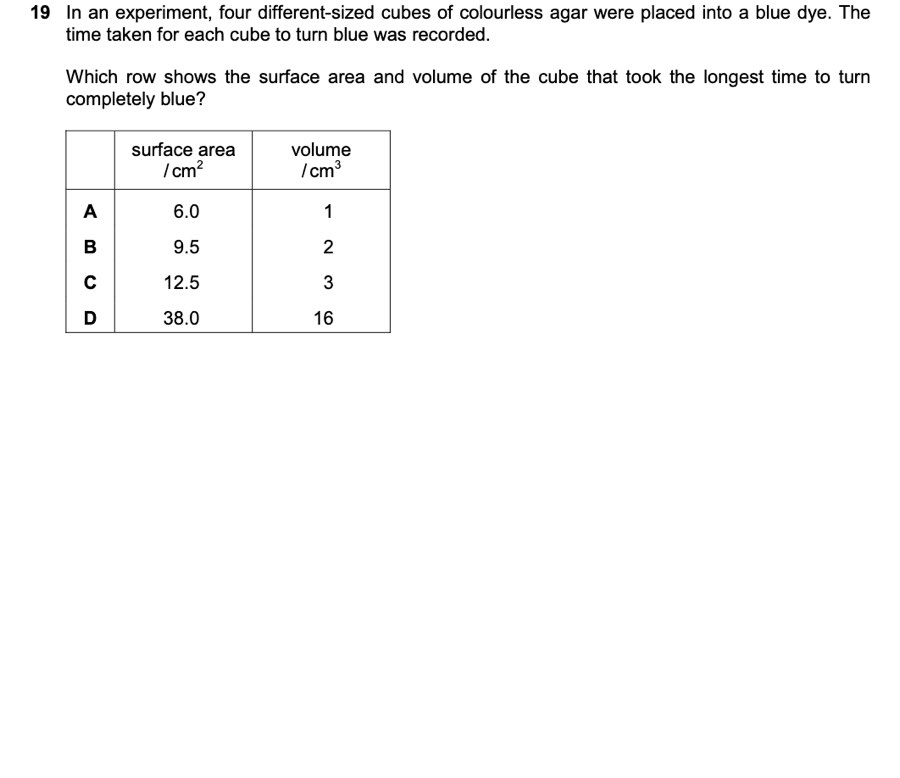 19 In an experiment, four different-sized cubes of colourless agar were placed into a blue dye. The
time taken for each cube to turn blue was recorded.
Which row shows the surface area and volume of the cube that took the longest time to turn
completely blue?
surface area /cm² volume /cm³
A 6.0 1
B 9.5 2
C 12.5 3
D 38.0 16